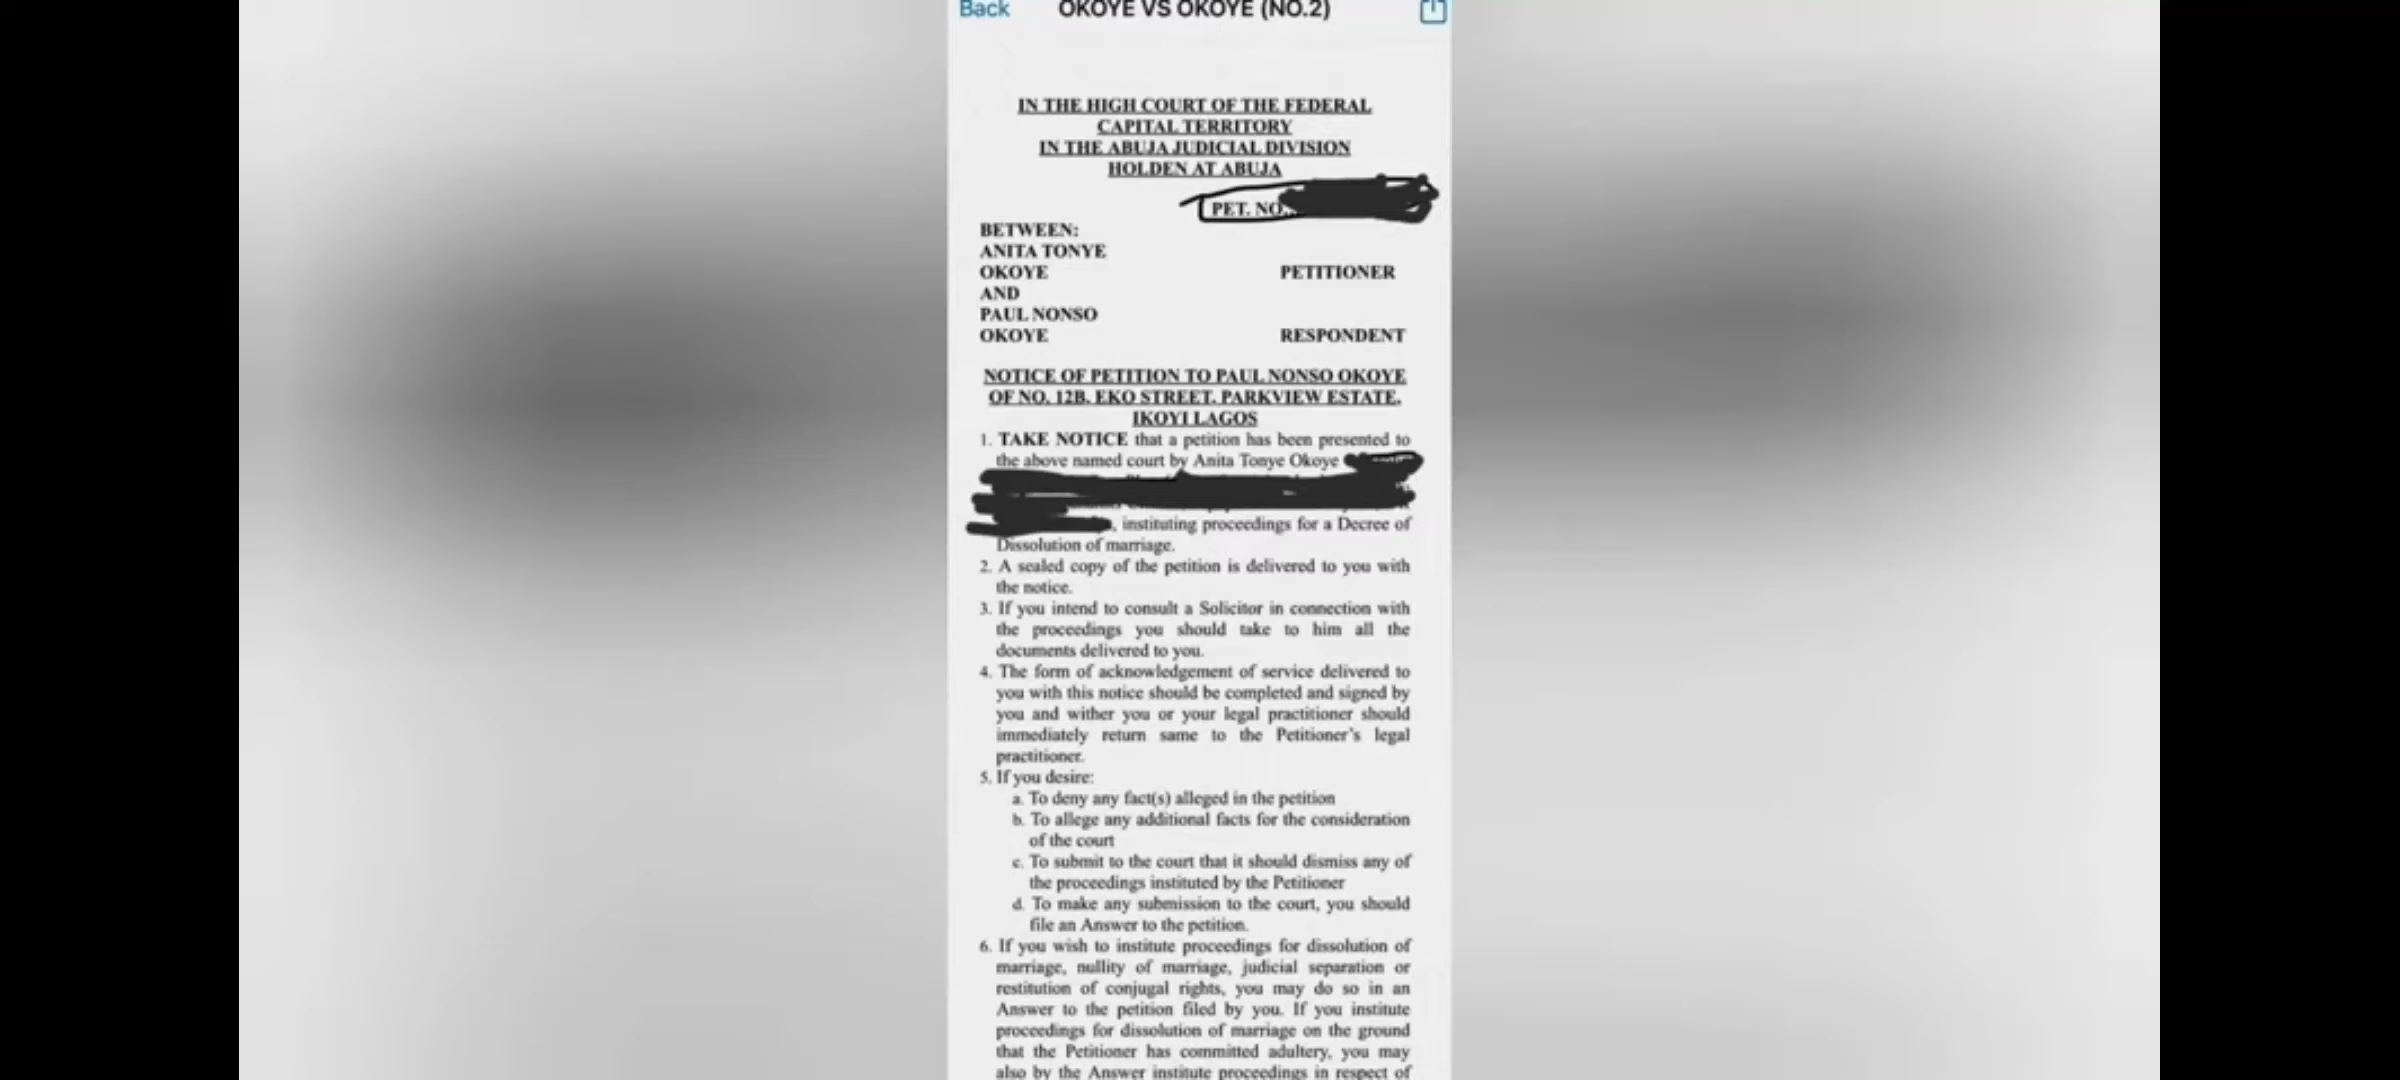 Back OKOYE VS OKOYE (NO.2)
IN THE HIGH COURT OF THE FEDERAL
CAPITAL TERRITORY
IN THE ABUJA JUDICIAL DIVISION
HOLDEN AT ABUJA
PET. NO.
BETWEEN:
ANITA TONYE
OKOYE PETITIONER
AND
PAUL NONSO
OKOYE RESPONDENT
NOTICE OF PETITION TO PAUL NONSO OKOYE
OF NO. 12B, EKO STREET, PARKVIEW ESTATE,
IKOYI LAGOS
1. TAKE NOTICE that a petition has been presented to
the above named court by Anita Tonye Okoye
, instituting proceedings for a Decree of
Dissolution of marriage.
2. A sealed copy of the petition is delivered to you with
the notice.
3. If you intend to consult a Solicitor in connection with
the proceedings you should take to him all the
documents delivered to you.
4. The form of acknowledgement of service delivered to
you with this notice should be completed and signed by
you and wither you or your legal practitioner should
immediately return same to the Petitioner's legal
practitioner.
5. If you desire:
a. To deny any fact(s) alleged in the petition
b. To allege any additional facts for the consideration
of the court
c. To submit to the court that it should dismiss any of
the proceedings instituted by the Petitioner
d. To make any submission to the court, you should
file an Answer to the petition.
6. If you wish to institute proceedings for dissolution of
marriage, nullity of marriage, judicial separation or
restitution of conjugal rights, you may do so in an
Answer to the petition filed by you. If you institute
proceedings for dissolution of marriage on the ground
that the Petitioner has committed adultery, you may
also by the Answer institute proceedings in respect of